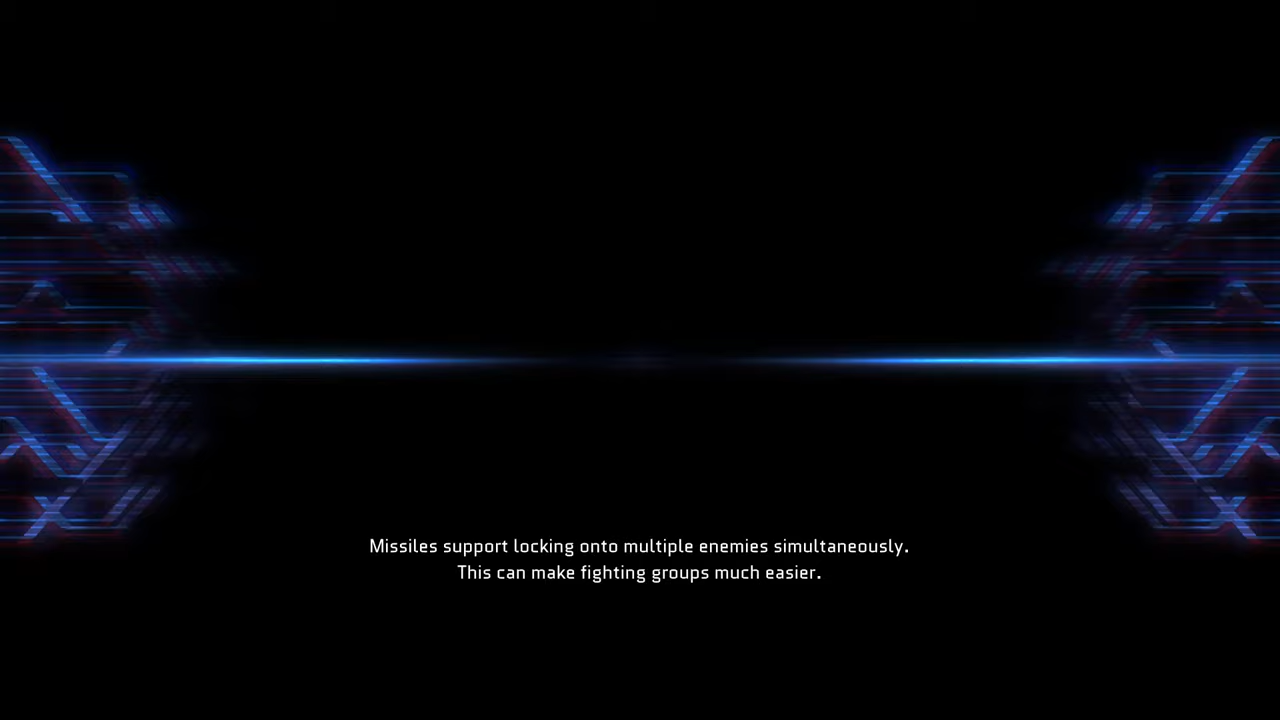 Missiles support locking onto multiple enemies simultaneously.
This can make fighting groups much easier.